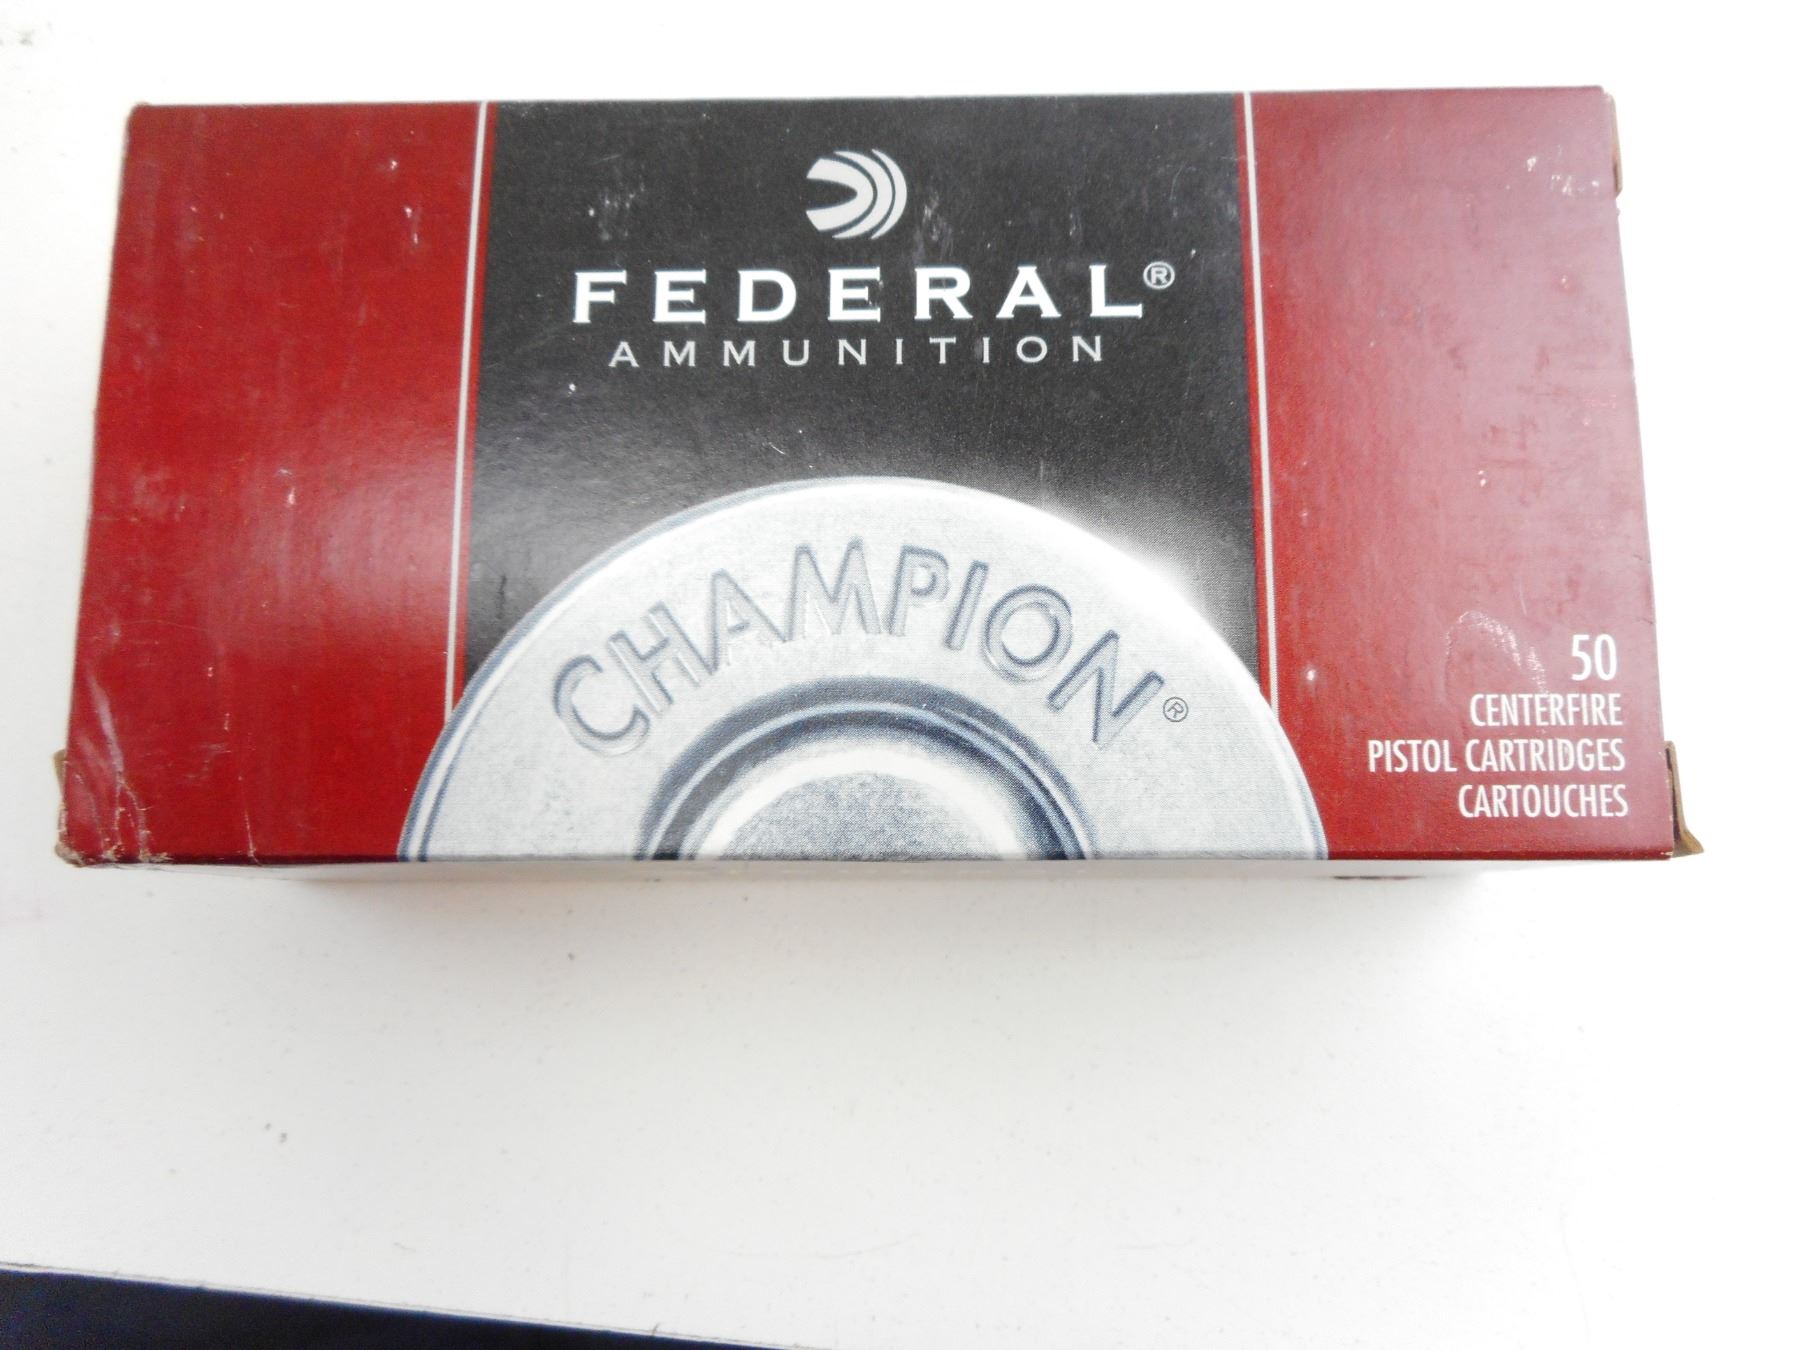 FEDERAL®
AMMUNITION
CHAMPION®
50
CENTERFIRE
PISTOL CARTRIDGES
CARTOUCHES